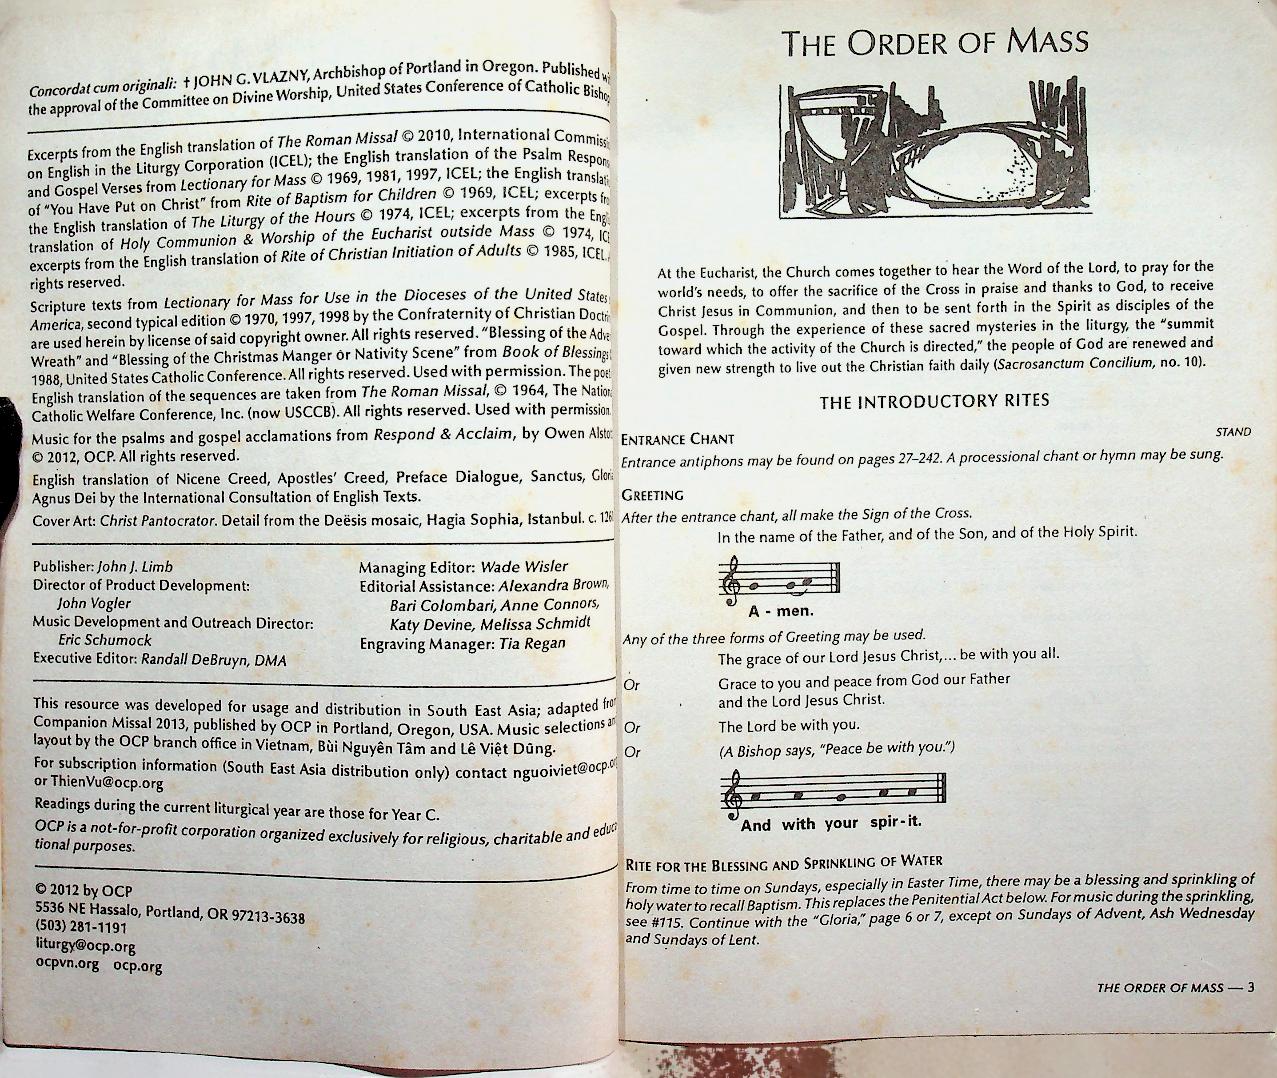 Concordat cum originali: † JOHN G. VLAZNY, Archbishop of Portland in Oregon. Published
the approval of the Committee on Divine Worship, United States Conference of Catholic
Excerpts from the English translation of The Roman Missal © 2010, International
on English in the Liturgy Corporation (ICEL); the English translation of the Psalm
and Gospel Verses from Lectionary for Mass © 1969, 1981, 1997, ICEL; the English
of "You Have Put on Christ" from Rite of Baptism for Children © 1969, ICEL; excerpts
the English translation of The Liturgy of the Hours © 1974, ICEL; excerpts from the
translation of Holy Communion & Worship of the Eucharist outside Mass © 1974,
excerpts from the English translation of Rite of Christian Initiation of Adults © 1985, ICEL.
rights reserved.
Scripture texts from Lectionary for Mass for Use in the Dioceses of the United States
America, second typical edition © 1970, 1997, 1998 by the Confraternity of Christian
are used herein by license of said copyright owner. All rights reserved. "Blessing of the
Wreath" and "Blessing of the Christmas Manger or Nativity Scene" from Book of Blessings
1988, United States Catholic Conference. All rights reserved. Used with permission. The
English translation of the sequences are taken from The Roman Missal, © 1964, The
Catholic Welfare Conference, Inc. (now USCCB). All rights reserved. Used with permission.
Music for the psalms and gospel acclamations from Respond & Acclaim, by Owen
© 2012, OCP. All rights reserved.
English translation of Nicene Creed, Apostles' Creed, Preface Dialogue, Sanctus,
Agnus Dei by the International Consultation of English Texts.
Cover Art: Christ Pantocrator. Detail from the Deësis mosaic, Hagia Sophia, Istanbul. c.
Publisher: John J. Limb
Director of Product Development:
John Vogler
Music Development and Outreach Director:
Eric Schumock
Executive Editor: Randall DeBruyn, DMA
Managing Editor: Wade Wisler
Editorial Assistance: Alexandra Brown,
Bari Colombari, Anne Connors,
Katy Devine, Melissa Schmidt
Engraving Manager: Tia Regan
This resource was developed for usage and distribution in South East Asia; adapted
Companion Missal 2013, published by OCP in Portland, Oregon, USA. Music selections
layout by the OCP branch office in Vietnam, Bùi Nguyên Tâm and Lê Việt Dũng.
For subscription information (South East Asia distribution only) contact nguoiviet@ocp.
or ThienVu@ocp.org
Readings during the current liturgical year are those for Year C.
OCP is a not-for-profit corporation organized exclusively for religious, charitable and
tional purposes.
© 2012 by OCP
5536 NE Hassalo, Portland, OR 97213-3638
(503) 281-1191
liturgy@ocp.org
ocpvn.org ocp.org
THE ORDER OF MASS
At the Eucharist, the Church comes together to hear the Word of the Lord, to pray for the
world's needs, to offer the sacrifice of the Cross in praise and thanks to God, to receive
Christ Jesus in Communion, and then to be sent forth in the Spirit as disciples of the
Gospel. Through the experience of these sacred mysteries in the liturgy, the "summit
toward which the activity of the Church is directed," the people of God are renewed and
given new strength to live out the Christian faith daily (Sacrosanctum Concilium, no. 10).
THE INTRODUCTORY RITES
ENTRANCE CHANT STAND
Entrance antiphons may be found on pages 27–242. A processional chant or hymn may be sung.
GREETING
After the entrance chant, all make the Sign of the Cross.
In the name of the Father, and of the Son, and of the Holy Spirit.
A - men.
Any of the three forms of Greeting may be used.
The grace of our Lord Jesus Christ,... be with you all.
Or Grace to you and peace from God our Father
and the Lord Jesus Christ.
Or The Lord be with you.
Or (A Bishop says, "Peace be with you.")
And with your spir-it.
RITE FOR THE BLESSING AND SPRINKLING OF WATER
From time to time on Sundays, especially in Easter Time, there may be a blessing and sprinkling of
holy water to recall Baptism. This replaces the Penitential Act below. For music during the sprinkling,
see #115. Continue with the "Gloria," page 6 or 7, except on Sundays of Advent, Ash Wednesday
and Sundays of Lent.
THE ORDER OF MASS — 3